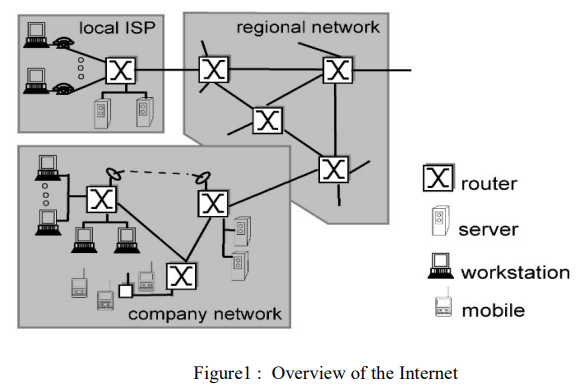 local ISP
regional network
router
server
workstation
mobile
company network
Figure1 : Overview of the Internet